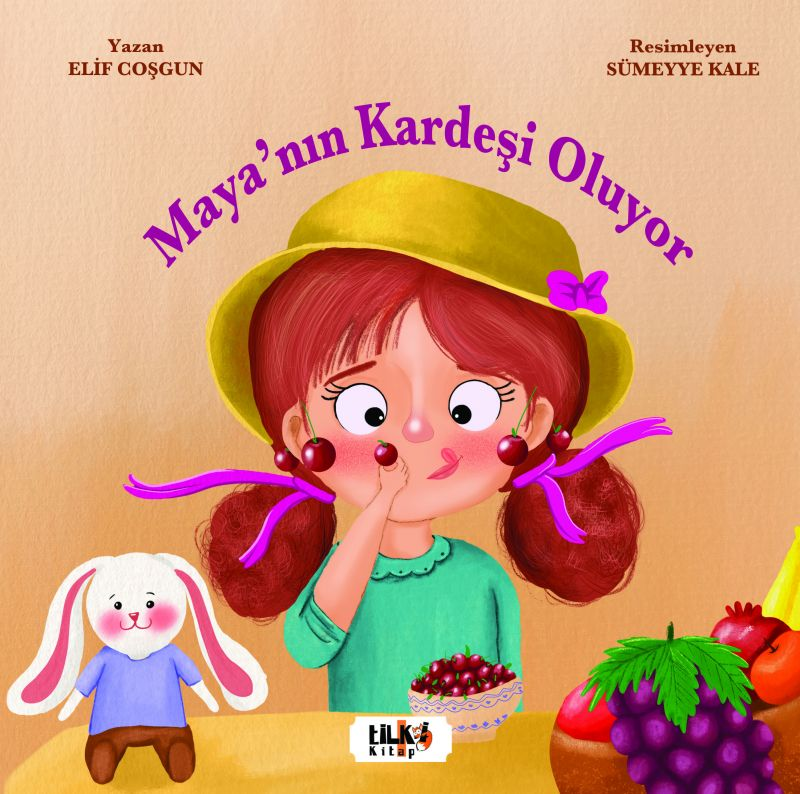 Yazan
ELİF COŞGUN
Resimleyen
SÜMEYYE KALE
Maya'nın Kardeşi Oluyor
tiLKi
Kitap